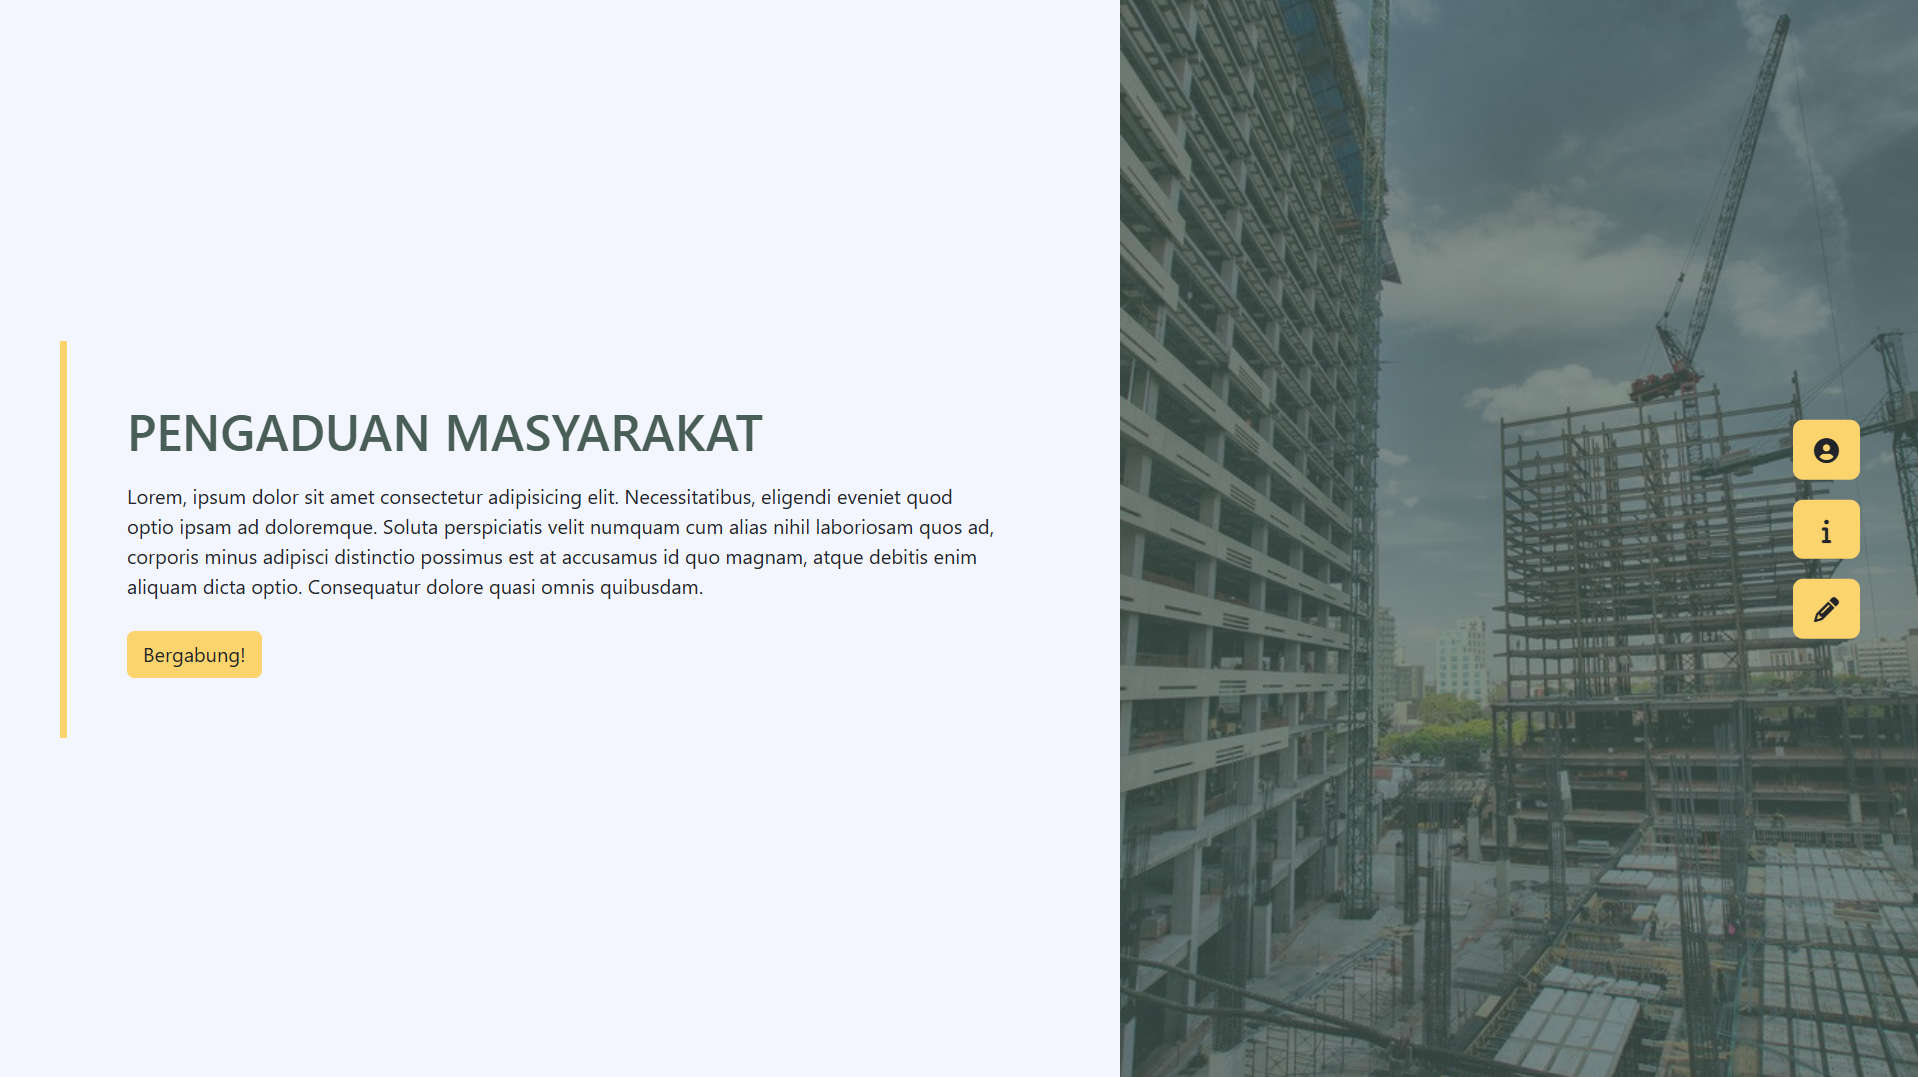 PENGADUAN MASYARAKAT
Lorem, ipsum dolor sit amet consectetur adipisicing elit. Necessitatibus, eligendi eveniet quod
optio ipsam ad doloremque. Soluta perspiciatis velit numquam cum alias nihil laboriosam quos ad,
corporis minus adipisci distinctio possimus est at accusamus id quo magnam, atque debitis enim
aliquam dicta optio. Consequatur dolore quasi omnis quibusdam.
Bergabung!